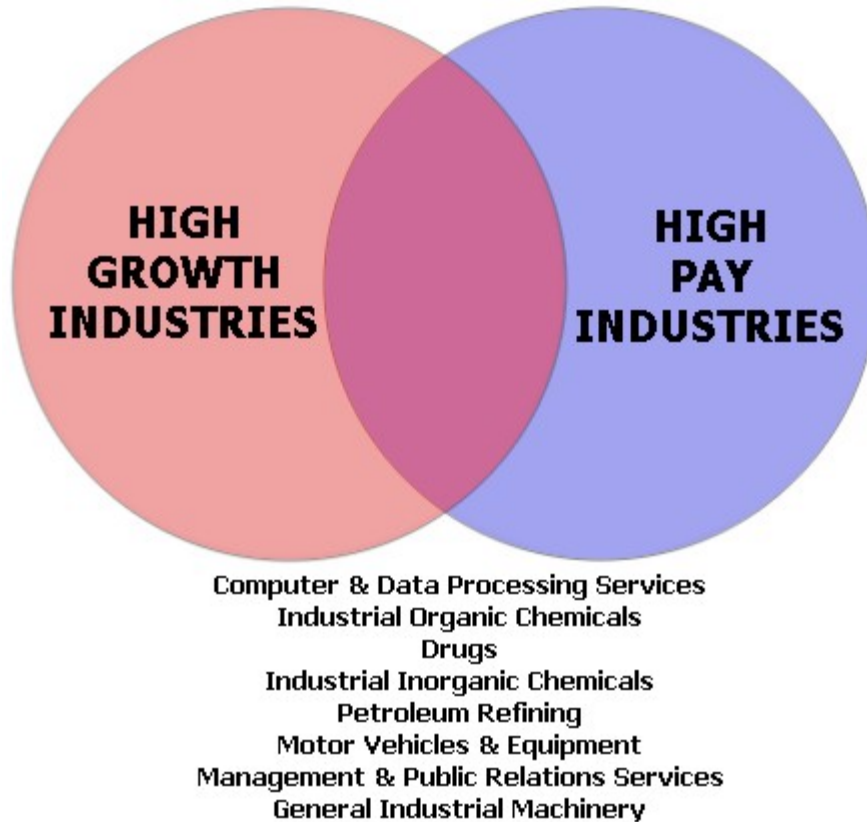 HIGH
GROWTH
INDUSTRIES
HIGH
PAY
INDUSTRIES
Computer & Data Processing Services
Industrial Organic Chemicals
Drugs
Industrial Inorganic Chemicals
Petroleum Refining
Motor Vehicles & Equipment
Management & Public Relations Services
General Industrial Machinery